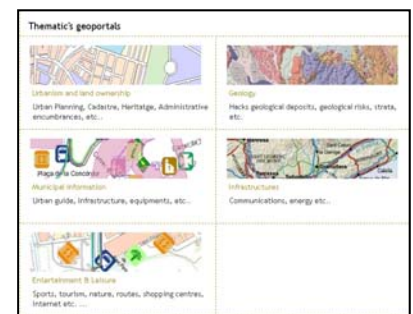 Thematic's geoportals
Urbanism and land ownership
Urban Planning, Cadastre, Heritatge, Administrative
encumbrances, etc..
Geology
Hacks geological deposits, geological risks, strata,
etc.
Plaça de la Concòrdia
Municipal information
Urban guide, infrastructure, equipments, etc..
Infrastructures
Communications, energy etc..
Entertainment & Leisure
Sports, tourism, nature, routes, shopping centres,
Internet etc. ...